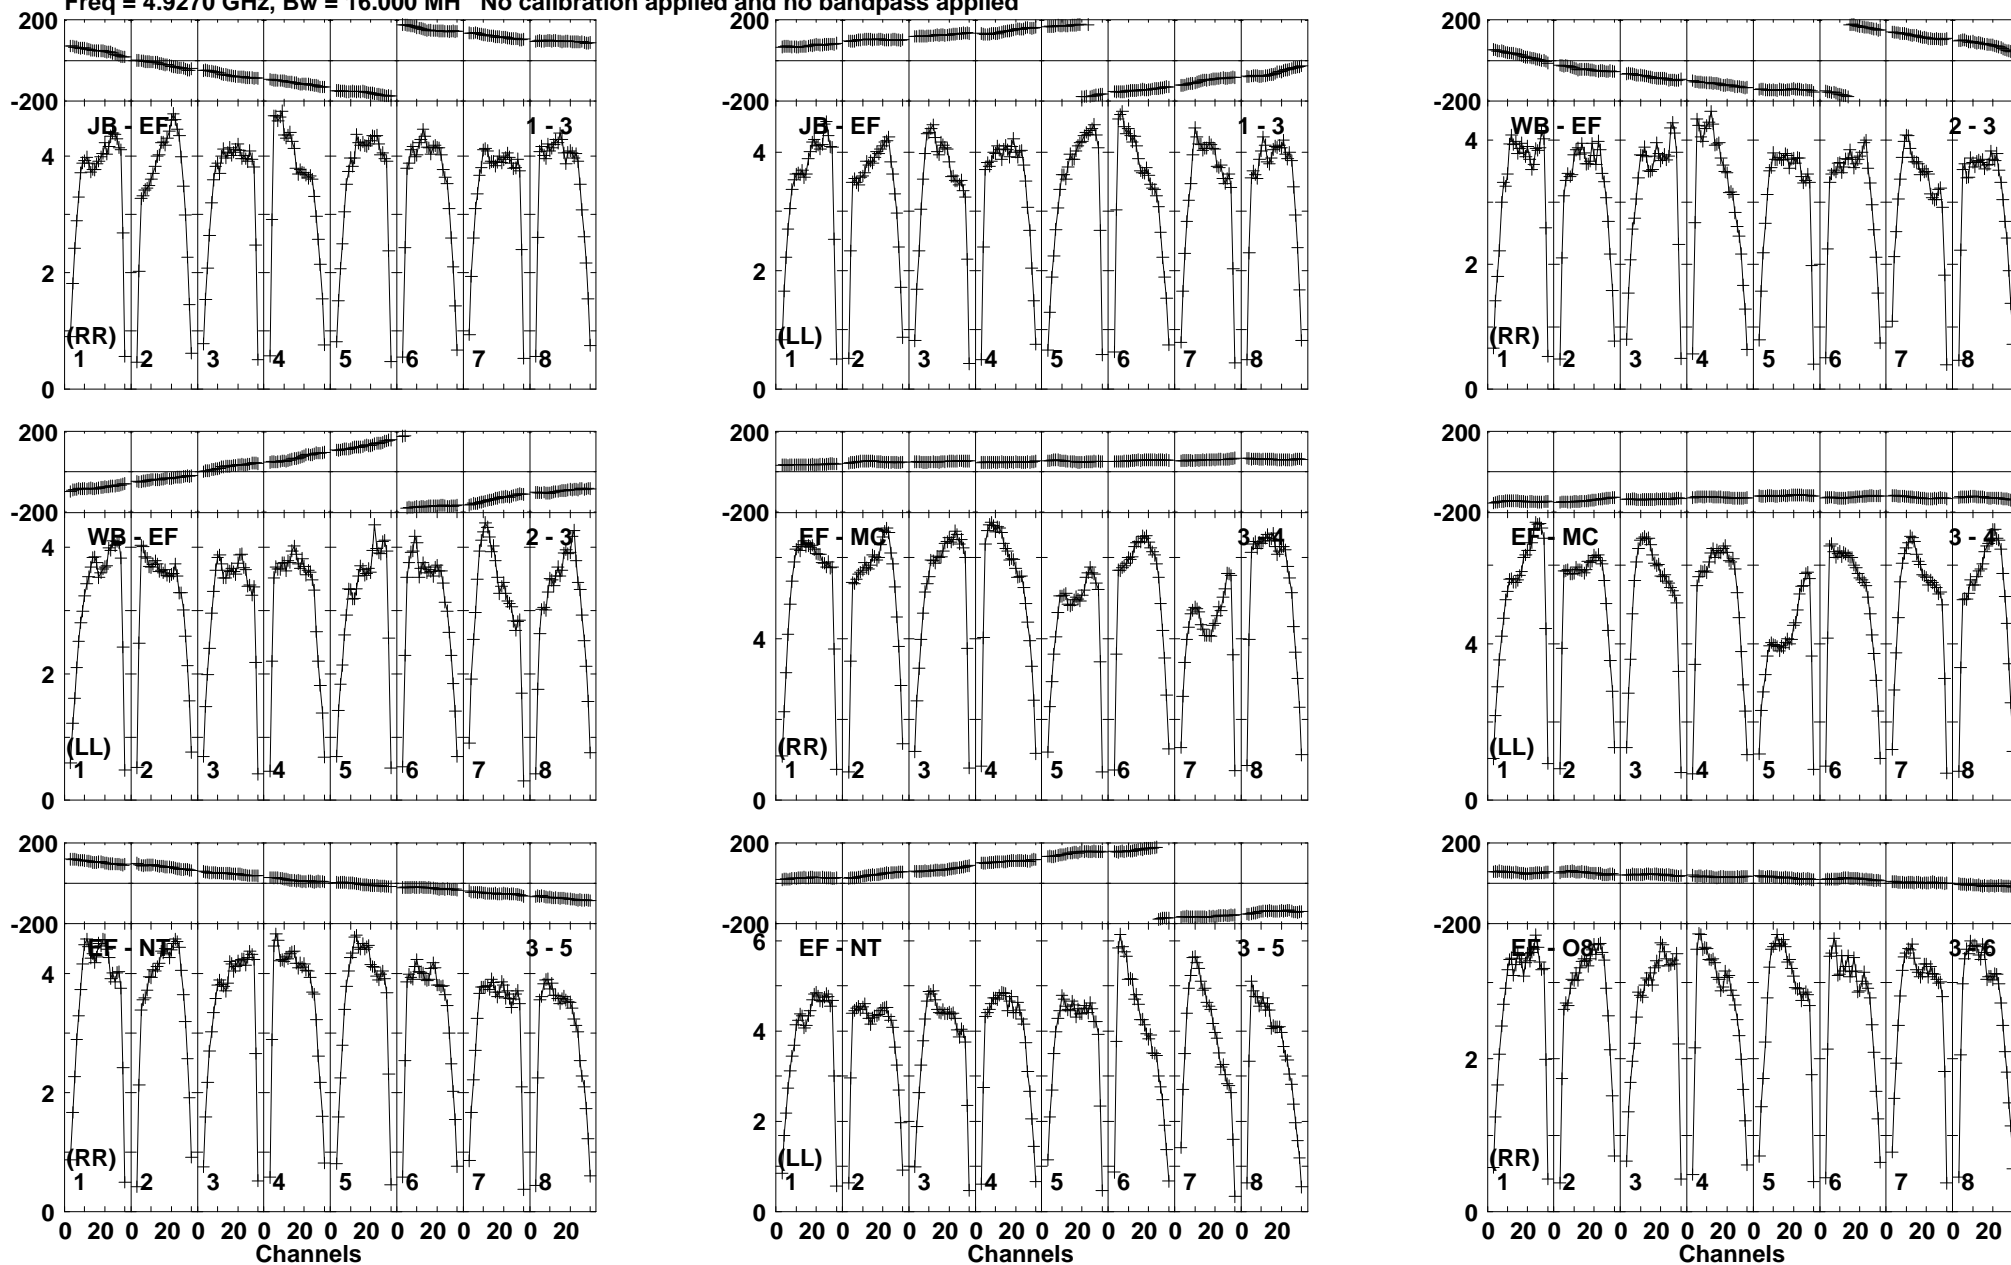 Freq = 4.9270 GHz, Bw = 16.000 MH No calibration applied and no bandpass applied
200 200 200
-200 -200 -200
JB - EF 1 - 3 JB - EF 1 - 3 WB - EF 2 - 3
4 4 4
2 2 2
(RR) (LL) (RR)
1 2 3 4 5 6 7 8 1 2 3 4 5 6 7 8 1 2 3 4 5 6 7 8
0 0 0
200 200 200
-200 -200 -200
WB - EF 2 - 3 EF - MC 3 - 4 EF - MC 3 - 4
4 4 4
2
(LL) (RR) (LL)
1 2 3 4 5 6 7 8 1 2 3 4 5 6 7 8 1 2 3 4 5 6 7 8
0 0 0
200 200 200
-200 -200 -200
EF - NT 3 - 5 6 EF - NT 3 - 5 EF - O8 3 - 6
4 4
2 2 2
(RR) (LL) (RR)
1 2 3 4 5 6 7 8 1 2 3 4 5 6 7 8 1 2 3 4 5 6 7 8
0 0 0
0 20 0 20 0 20 0 20 0 20 0 20 0 20 0 20 0 20 0 20 0 20 0 20 0 20 0 20 0 20 0 20 0 20 0 20 0 20 0 20 0 20 0 20 0 20 0 20
Channels Channels Channels